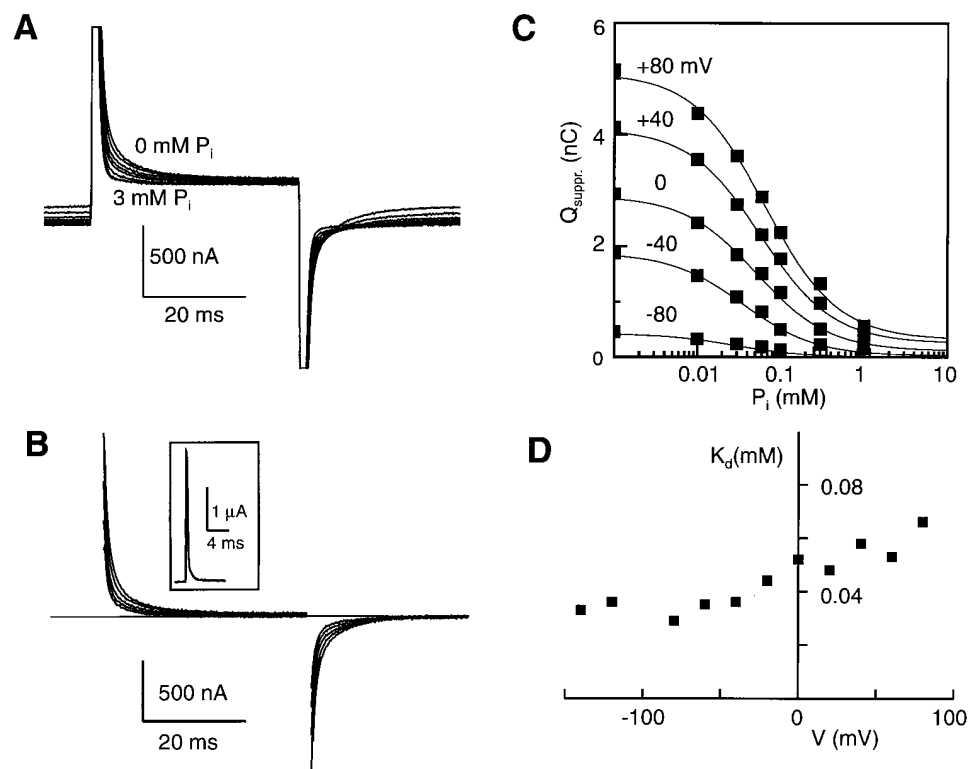 A
0 mM Pi
3 mM Pi
500 nA
20 ms
B
1 μA
4 ms
500 nA
20 ms
C
6
4
2
0
Qsuppr. (nC)
+80 mV
+40
0
-40
-80
0.01
0.1
1
10
Pi (mM)
D
Kd(mM)
0.08
0.04
-100
0
100
V (mV)